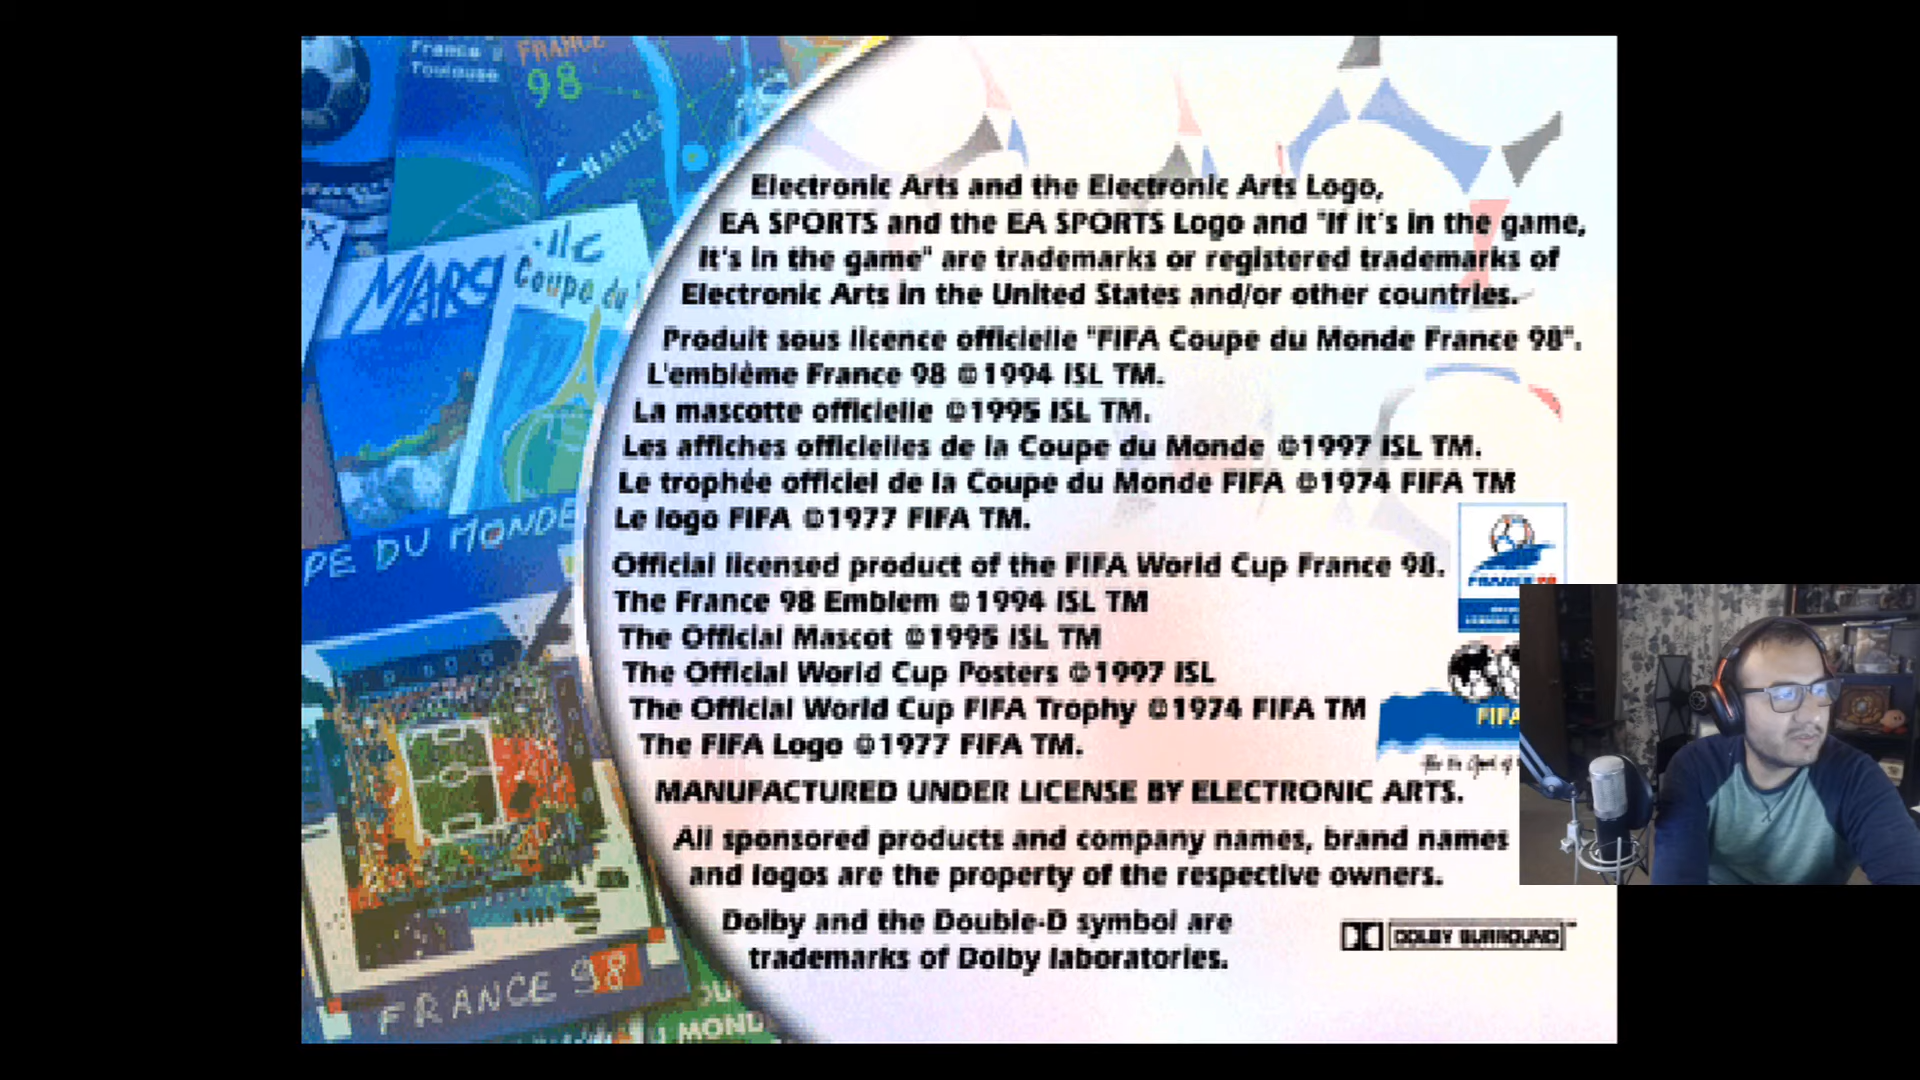 France
Toulouse
FRANCE
98
NANTES
MARS
Coupe du
PE DU MONDE
FRANCE 98
MOND
Electronic Arts and the Electronic Arts Logo,
EA SPORTS and the EA SPORTS Logo and "If it's in the game,
it's in the game" are trademarks or registered trademarks of
Electronic Arts in the United States and/or other countries.
Produit sous licence officielle "FIFA Coupe du Monde France 98".
L'emblème France 98 ©1994 ISL TM.
La mascotte officielle ©1995 ISL TM.
Les affiches officielles de la Coupe du Monde ©1997 ISL TM.
Le trophée officiel de la Coupe du Monde FIFA ©1974 FIFA TM
Le logo FIFA ©1977 FIFA TM.
Official licensed product of the FIFA World Cup France 98.
The France 98 Emblem ©1994 ISL TM
The Official Mascot ©1995 ISL TM
The Official World Cup Posters ©1997 ISL
The Official World Cup FIFA Trophy ©1974 FIFA TM
The FIFA Logo ©1977 FIFA TM.
FRANCE 98
FIFA
MANUFACTURED UNDER LICENSE BY ELECTRONIC ARTS.
All sponsored products and company names, brand names
and logos are the property of the respective owners.
Dolby and the Double-D symbol are
trademarks of Dolby laboratories.
DOLBY SURROUND